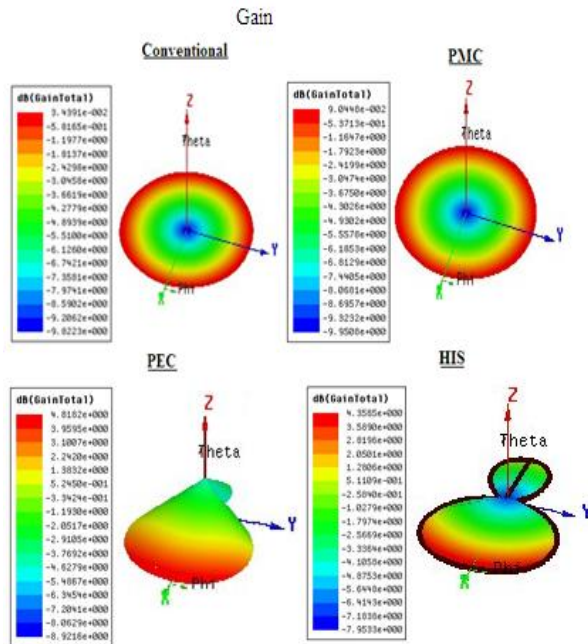 Gain
Conventional
dB(GainTotal)
3.4391e-002
-5.8165e-001
-1.1977e+000
-1.8137e+000
-2.4298e+000
-3.0458e+000
-3.6619e+000
-4.2779e+000
-4.8939e+000
-5.5100e+000
-6.1260e+000
-6.7421e+000
-7.3581e+000
-7.9741e+000
-8.5902e+000
-9.2062e+000
-9.8223e+000
Z
Theta
Y
Phi
PMC
dB(GainTotal)
9.0448e-002
-5.3713e-001
-1.1647e+000
-1.7923e+000
-2.4199e+000
-3.0474e+000
-3.6750e+000
-4.3026e+000
-4.9302e+000
-5.5578e+000
-6.1853e+000
-6.8129e+000
-7.4405e+000
-8.0681e+000
-8.6957e+000
-9.3232e+000
-9.9508e+000
Z
Theta
Y
Phi
PEC
dB(GainTotal)
4.8182e+000
3.9595e+000
3.1007e+000
2.2420e+000
1.3832e+000
5.2450e-001
-3.3424e-001
-1.1930e+000
-2.0517e+000
-2.9105e+000
-3.7692e+000
-4.6279e+000
-5.4867e+000
-6.3454e+000
-7.2041e+000
-8.0629e+000
-8.9216e+000
Z
Theta
Y
Phi
HIS
dB(GainTotal)
4.3585e+000
3.5890e+000
2.8196e+000
2.0501e+000
1.2806e+000
5.1109e-001
-2.5840e-001
-1.0279e+000
-1.7974e+000
-2.5669e+000
-3.3364e+000
-4.1058e+000
-4.8753e+000
-5.6448e+000
-6.4143e+000
-7.1838e+000
-7.9533e+000
Z
Theta
Y
Phi